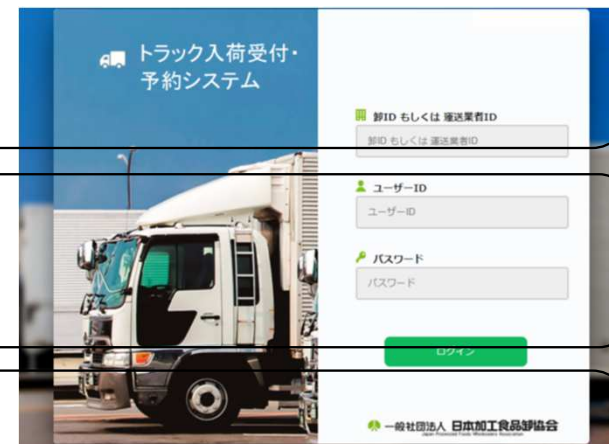 トラック入荷受付・
予約システム
卸ID もしくは 運送業者ID
卸ID もしくは 運送業者ID
ユーザーID
ユーザーID
パスワード
パスワード
ログイン
一般社団法人 日本加工食品卸協会